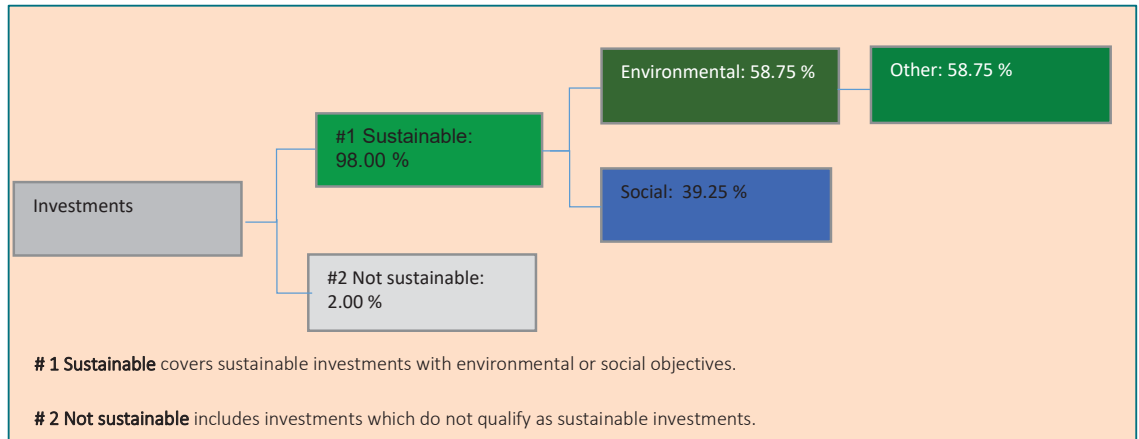 Environmental: 58.75 %
Other: 58.75 %
#1 Sustainable:
98.00 %
Social:  39.25 %
Investments
#2 Not sustainable:
2.00 %
# 1 Sustainable covers sustainable investments with environmental or social objectives.
# 2 Not sustainable includes investments which do not qualify as sustainable investments.